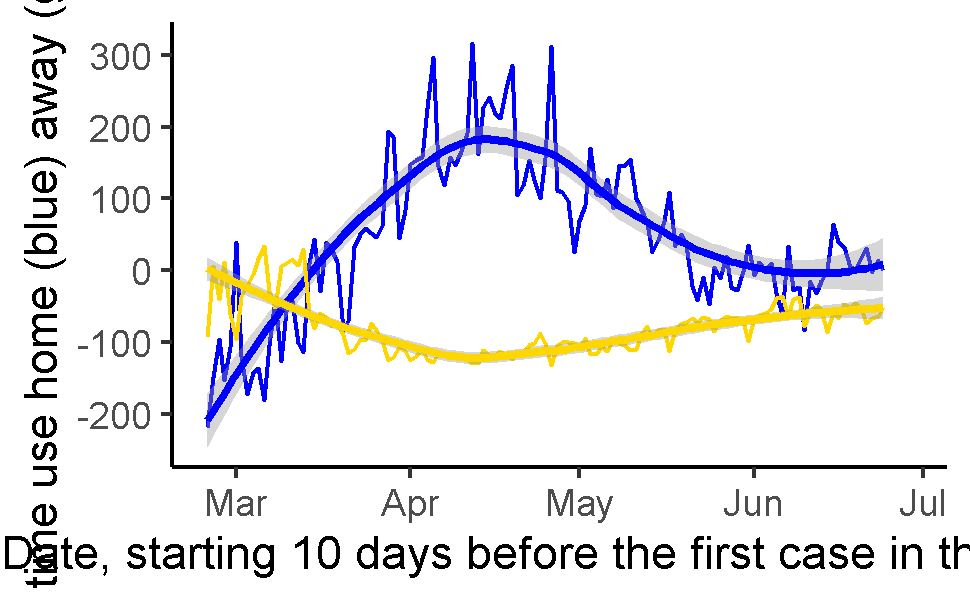 time use home (blue) away (
300
200
100
0
-100
-200
Mar Apr May Jun Jul
Date, starting 10 days before the first case in th